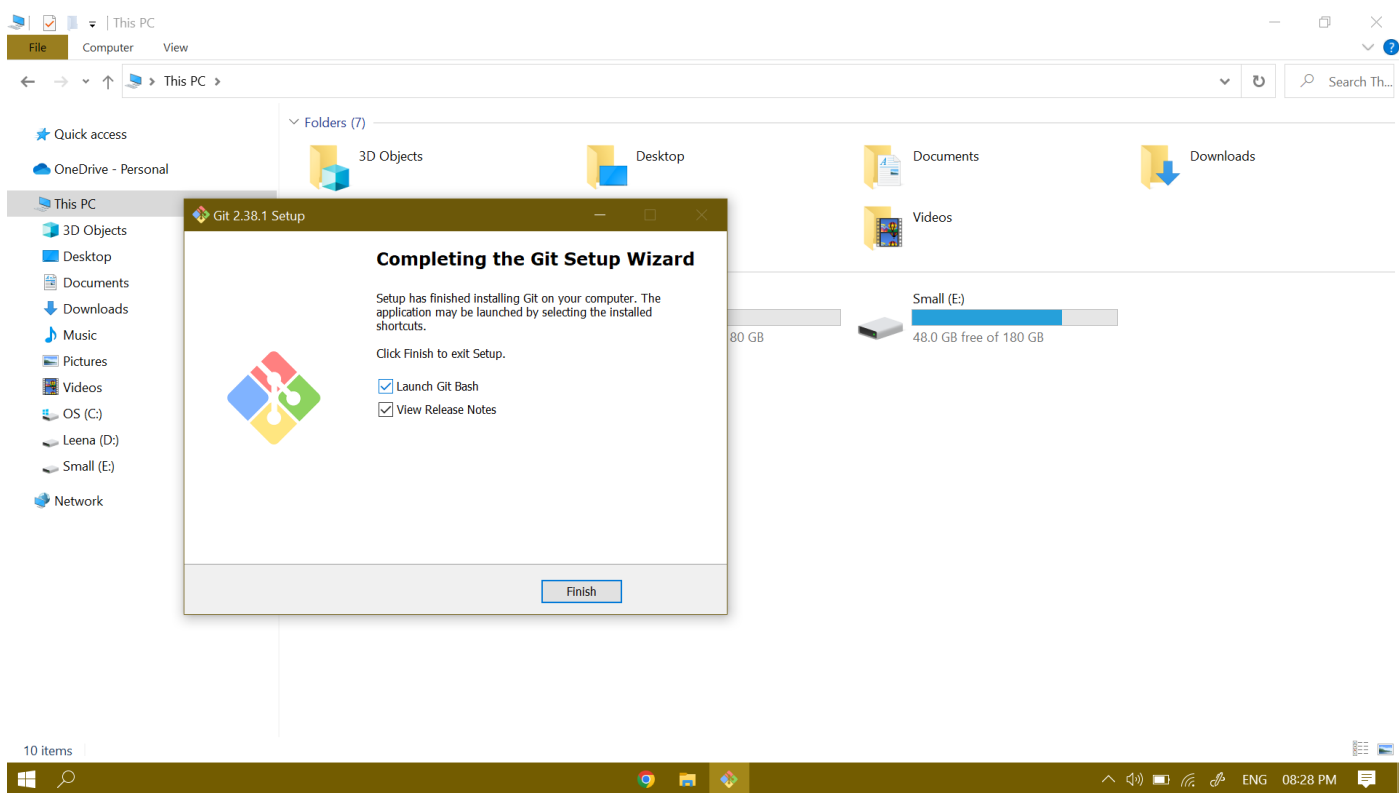 This PC
File Computer View
This PC
Search Th...
Quick access
OneDrive - Personal
This PC
3D Objects
Desktop
Documents
Downloads
Music
Pictures
Videos
OS (C:)
Leena (D:)
Small (E:)
Network
Folders (7)
3D Objects
Desktop
Documents
Downloads
Videos
Small (E:)
80 GB
48.0 GB free of 180 GB
Git 2.38.1 Setup
Completing the Git Setup Wizard
Setup has finished installing Git on your computer. The
application may be launched by selecting the installed
shortcuts.
Click Finish to exit Setup.
Launch Git Bash
View Release Notes
Finish
10 items
ENG 08:28 PM